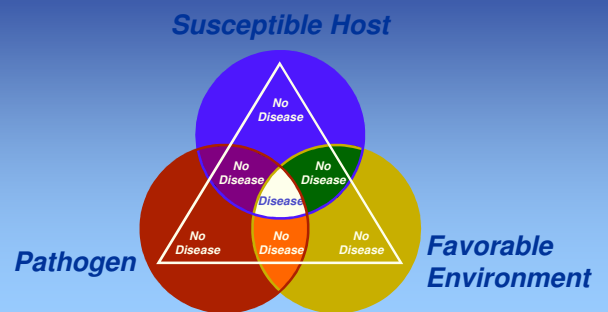 Susceptible Host
No
Disease
No
Disease
No
Disease
Disease
No
Disease
No
Disease
No
Disease
Pathogen
Favorable
Environment